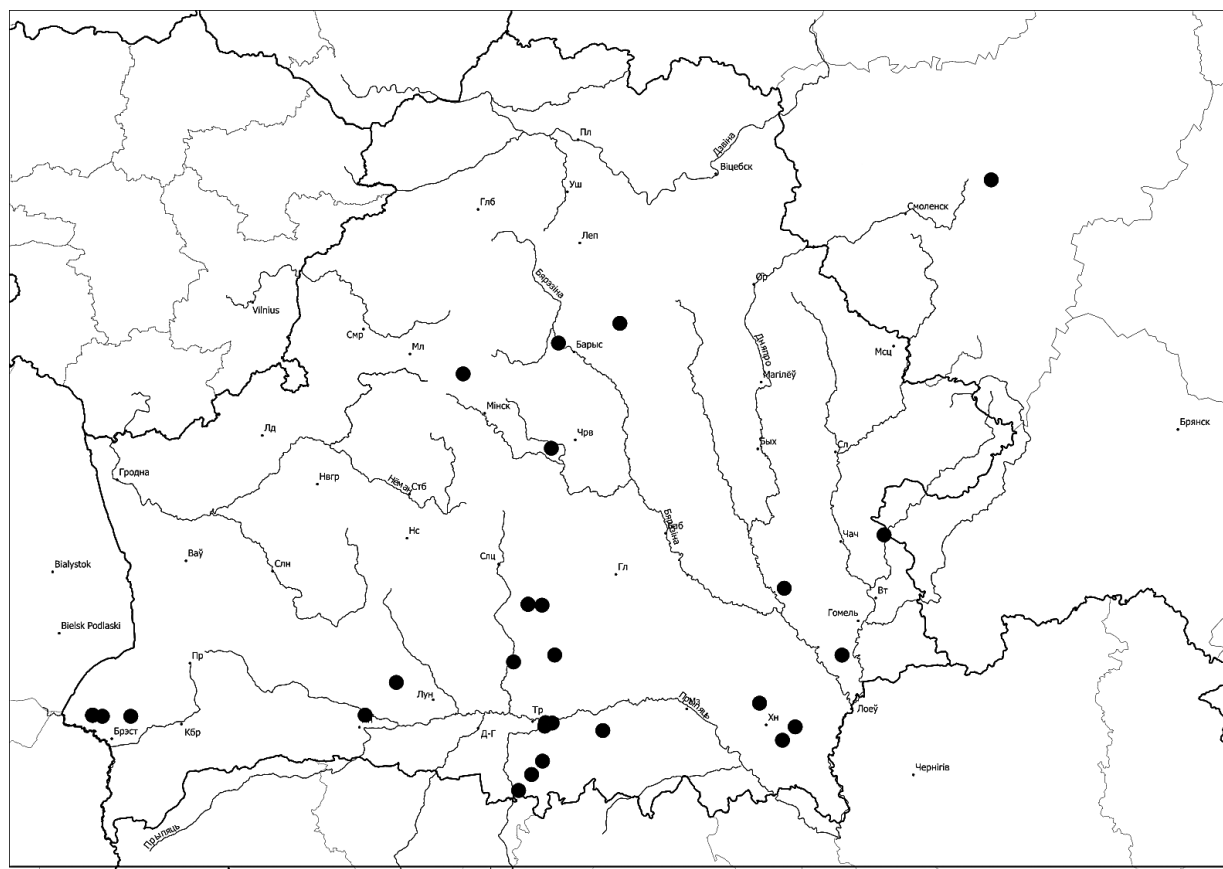 Пл
Дзвіна
Віцебск
Уш
Глб
Смоленск
Леп
Бярэзіна
Ор
Vilnius
Смр
Барыс
Дняпро
Мсц
Мл
Магілёў
Мінск
Брянск
Лд
Чрв
Бых
Сл
Гродна
Нвгр
Нёман
Стб
Бярэзіна
Нс
Чач
Ваў
Слц
Bialystok
Слн
Гл
Вт
Гомель
Bielsk Podlaski
Пр
Лун
Прыпяць
Лоеў
Тр
Хн
Брэст
Кбр
Д-Г
Чернігів
Прыпяць